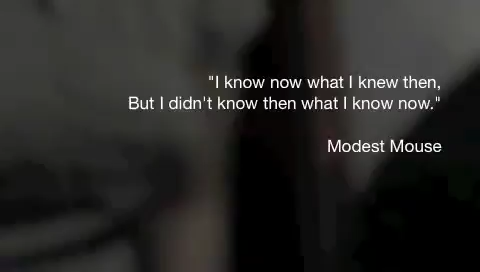 "I know now what I knew then,
But I didn't know then what I know now."
Modest Mouse